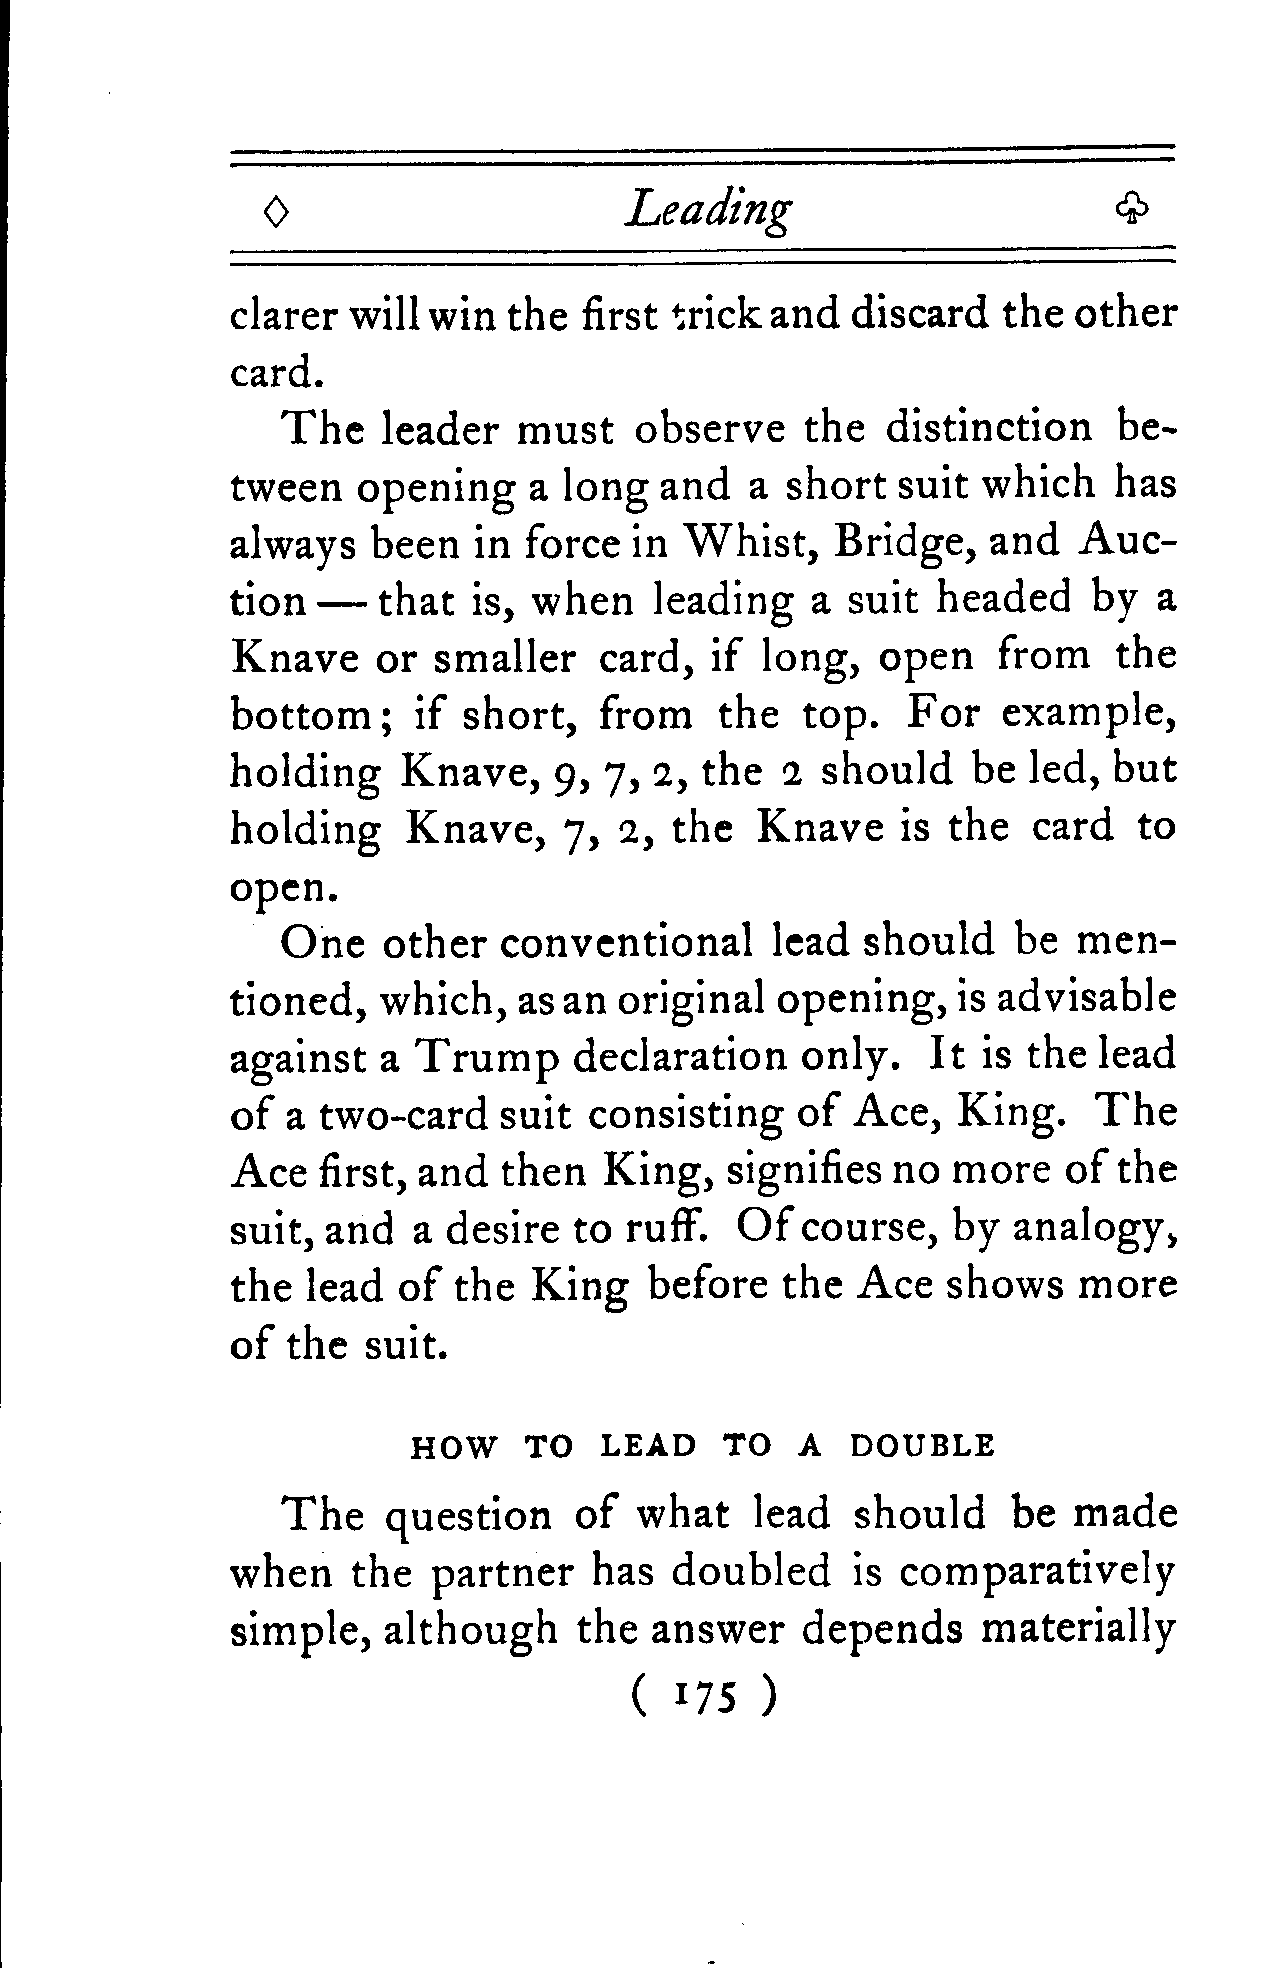 ◇ Leading ♧
clarer will win the first trick and discard the other
card.
The leader must observe the distinction be-
tween opening a long and a short suit which has
always been in force in Whist, Bridge, and Auc-
tion — that is, when leading a suit headed by a
Knave or smaller card, if long, open from the
bottom; if short, from the top. For example,
holding Knave, 9, 7, 2, the 2 should be led, but
holding Knave, 7, 2, the Knave is the card to
open.
One other conventional lead should be men-
tioned, which, as an original opening, is advisable
against a Trump declaration only. It is the lead
of a two-card suit consisting of Ace, King. The
Ace first, and then King, signifies no more of the
suit, and a desire to ruff. Of course, by analogy,
the lead of the King before the Ace shows more
of the suit.
HOW TO LEAD TO A DOUBLE
The question of what lead should be made
when the partner has doubled is comparatively
simple, although the answer depends materially
( 175 )